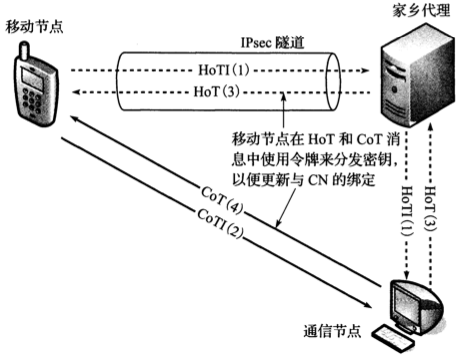 家乡代理
移动节点
IPsec 隧道
HoTI(1)
HoT(3)
移动节点在 HoT 和 CoT 消
息中使用令牌来分发密钥，
以便更新与 CN 的绑定
CoT(4)
CoTI(2)
HoTI(1)
HoT(3)
通信节点